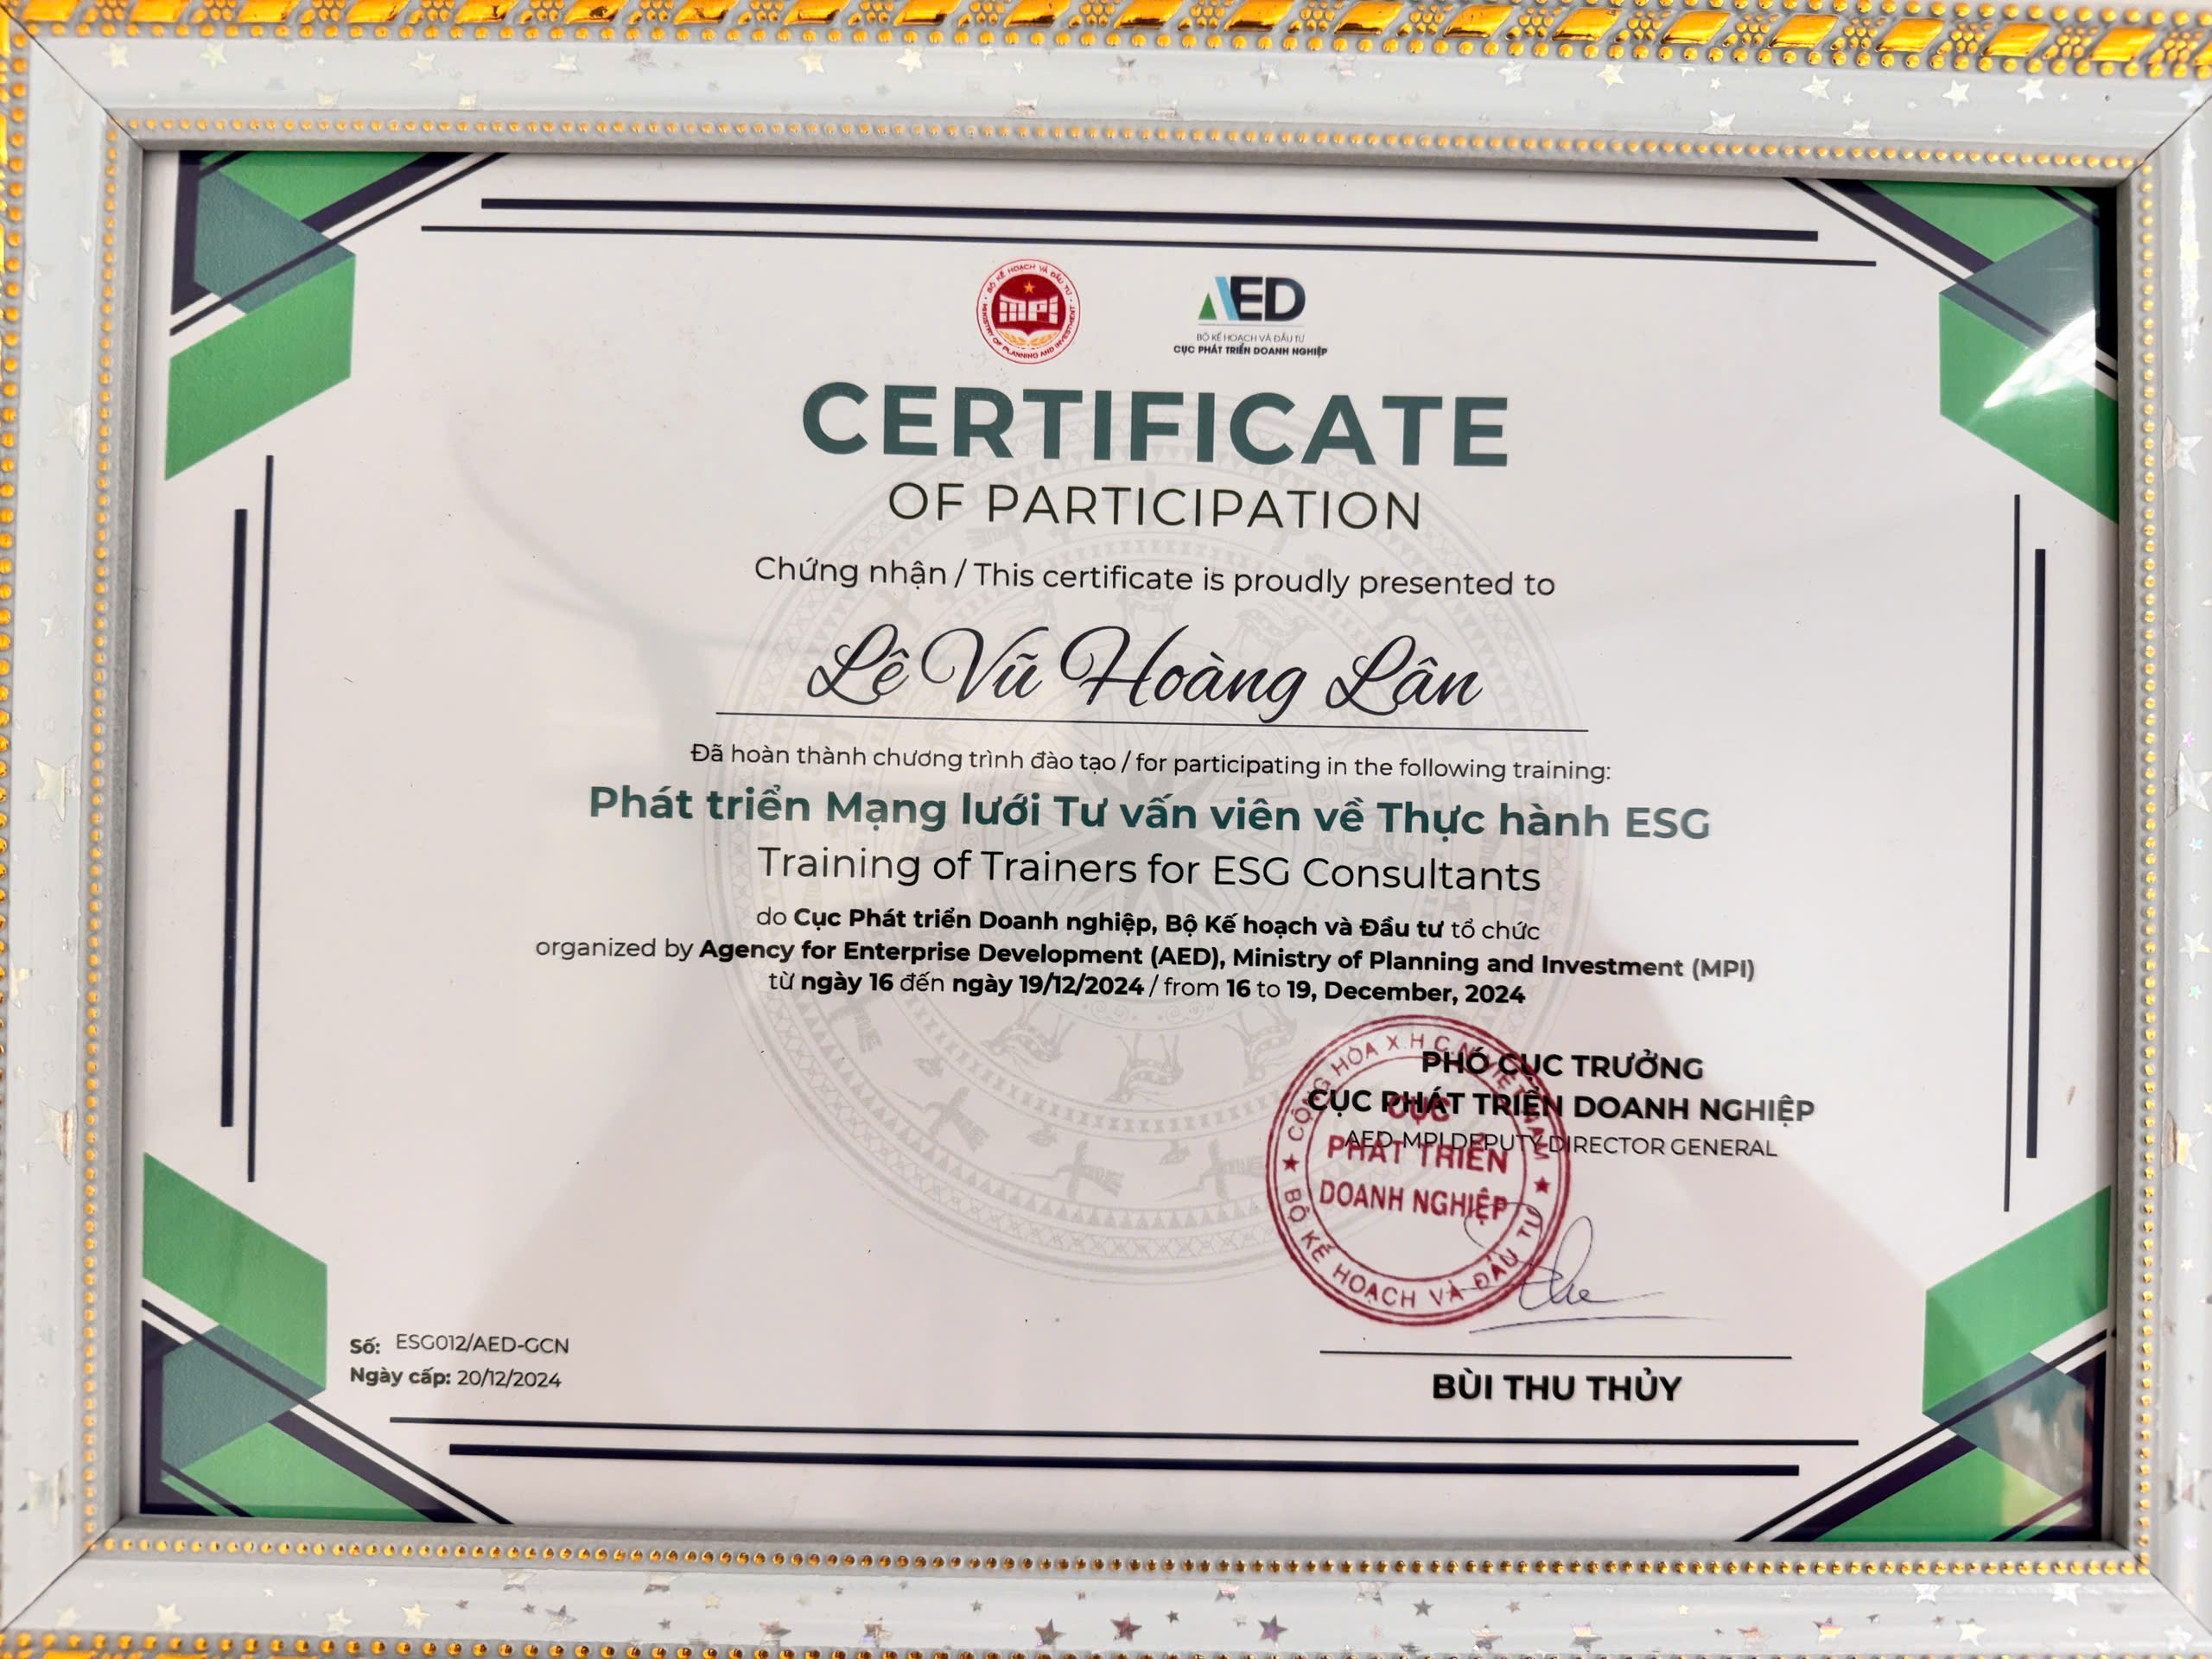 BỘ KẾ HOẠCH VÀ ĐẦU TƯ
MPI
MINISTRY OF PLANNING AND INVESTMENT
AED
BỘ KẾ HOẠCH VÀ ĐẦU TƯ
CỤC PHÁT TRIỂN DOANH NGHIỆP
CERTIFICATE
OF PARTICIPATION
Chứng nhận / This certificate is proudly presented to
Lê Vũ Hoàng Lân
Đã hoàn thành chương trình đào tạo / for participating in the following training:
Phát triển Mạng lưới Tư vấn viên về Thực hành ESG
Training of Trainers for ESG Consultants
do Cục Phát triển Doanh nghiệp, Bộ Kế hoạch và Đầu tư tổ chức
organized by Agency for Enterprise Development (AED), Ministry of Planning and Investment (MPI)
từ ngày 16 đến ngày 19/12/2024 / from 16 to 19, December, 2024
PHÓ CỤC TRƯỞNG
CỤC PHÁT TRIỂN DOANH NGHIỆP
AED-MPI DEPUTY DIRECTOR GENERAL
CỘNG HÒA X.H.C.N VIỆT NAM
CỤC
PHÁT TRIỂN
DOANH NGHIỆP
BỘ KẾ HOẠCH VÀ ĐẦU TƯ
BÙI THU THỦY
Số: ESG012/AED-GCN
Ngày cấp: 20/12/2024